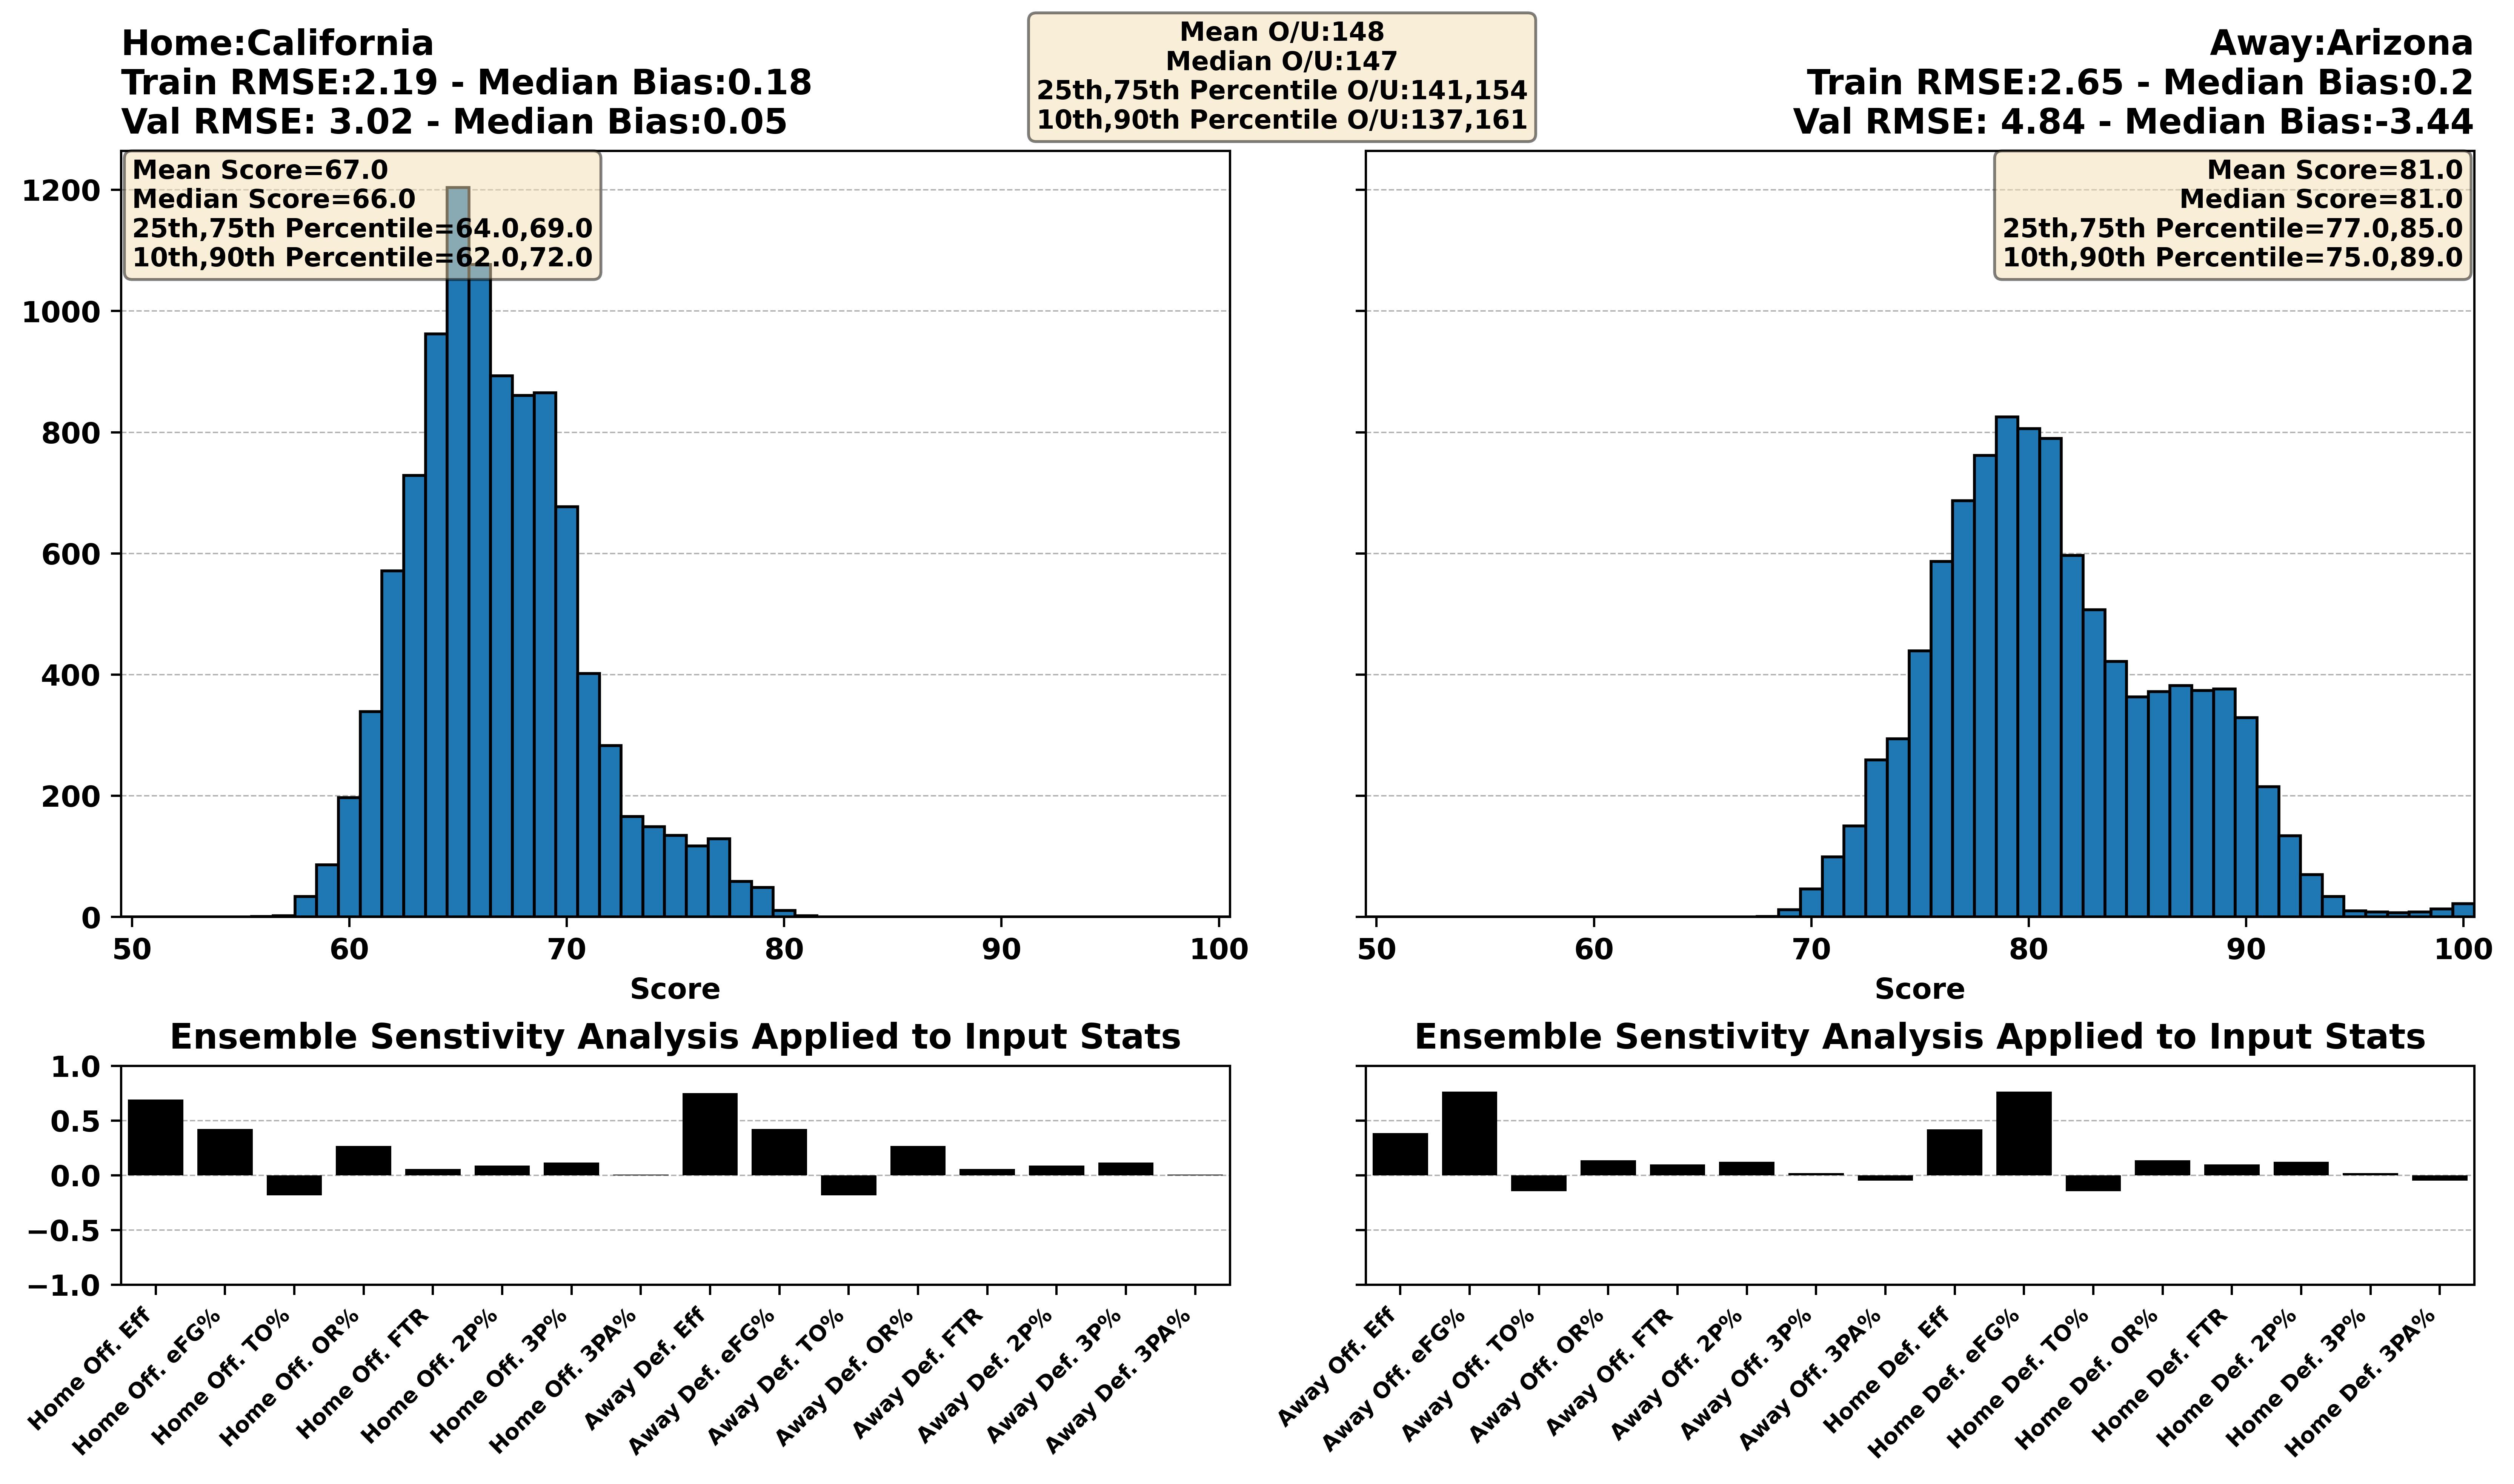 Home:California
Train RMSE:2.19 - Median Bias:0.18
Val RMSE: 3.02 - Median Bias:0.05
Mean O/U:148
Median O/U:147
25th,75th Percentile O/U:141,154
10th,90th Percentile O/U:137,161
Away:Arizona
Train RMSE:2.65 - Median Bias:0.2
Val RMSE: 4.84 - Median Bias:-3.44
Mean Score=67.0
Median Score=66.0
25th,75th Percentile=64.0,69.0
10th,90th Percentile=62.0,72.0
1200
1000
800
600
400
200
0
50 60 70 80 90 100
Score
Mean Score=81.0
Median Score=81.0
25th,75th Percentile=77.0,85.0
10th,90th Percentile=75.0,89.0
50 60 70 80 90 100
Score
Ensemble Senstivity Analysis Applied to Input Stats
1.0
0.5
0.0
−0.5
−1.0
Home Off. Eff
Home Off. eFG%
Home Off. TO%
Home Off. OR%
Home Off. FTR
Home Off. 2P%
Home Off. 3P%
Home Off. 3PA%
Away Def. Eff
Away Def. eFG%
Away Def. TO%
Away Def. OR%
Away Def. FTR
Away Def. 2P%
Away Def. 3P%
Away Def. 3PA%
Ensemble Senstivity Analysis Applied to Input Stats
Away Off. Eff
Away Off. eFG%
Away Off. TO%
Away Off. OR%
Away Off. FTR
Away Off. 2P%
Away Off. 3P%
Away Off. 3PA%
Home Def. Eff
Home Def. eFG%
Home Def. TO%
Home Def. OR%
Home Def. FTR
Home Def. 2P%
Home Def. 3P%
Home Def. 3PA%